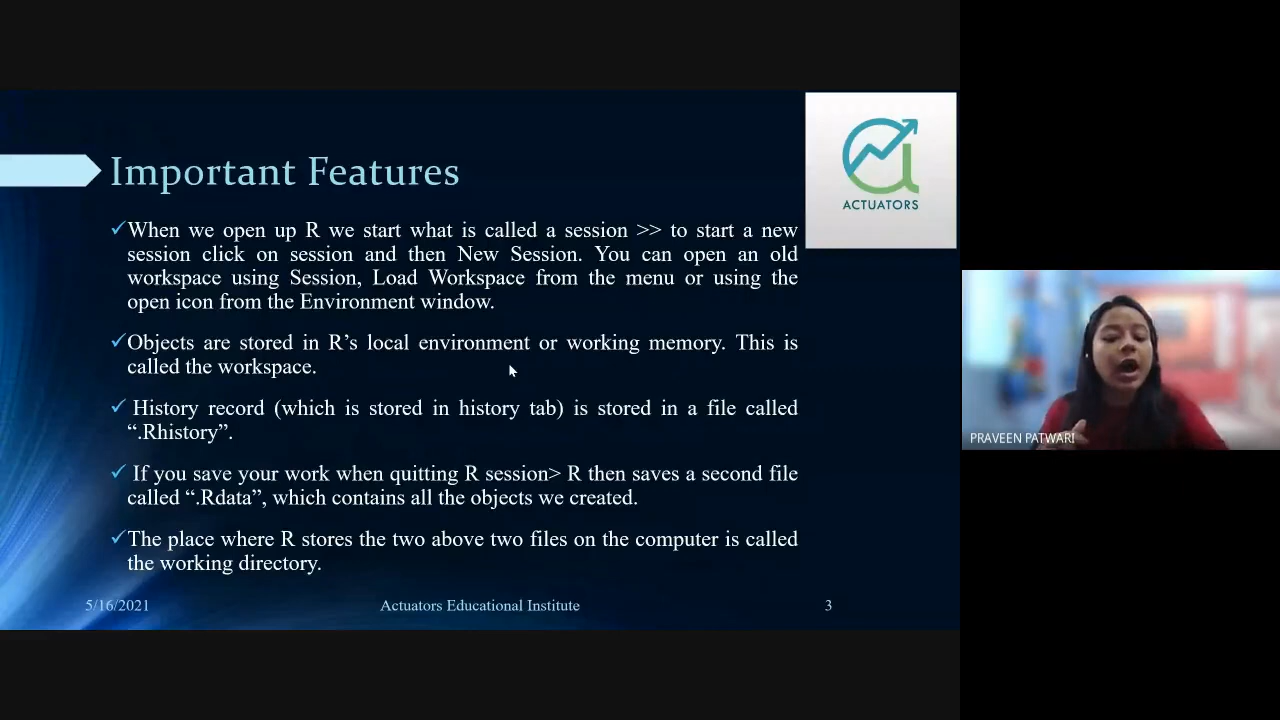 Important Features
ACTUATORS
✓When we open up R we start what is called a session >> to start a new
session click on session and then New Session. You can open an old
workspace using Session, Load Workspace from the menu or using the
open icon from the Environment window.
✓Objects are stored in R’s local environment or working memory. This is
called the workspace.
✓ History record (which is stored in history tab) is stored in a file called
“.Rhistory”.
✓ If you save your work when quitting R session> R then saves a second file
called “.Rdata”, which contains all the objects we created.
✓The place where R stores the two above two files on the computer is called
the working directory.
5/16/2021 Actuators Educational Institute 3
PRAVEEN PATWARI